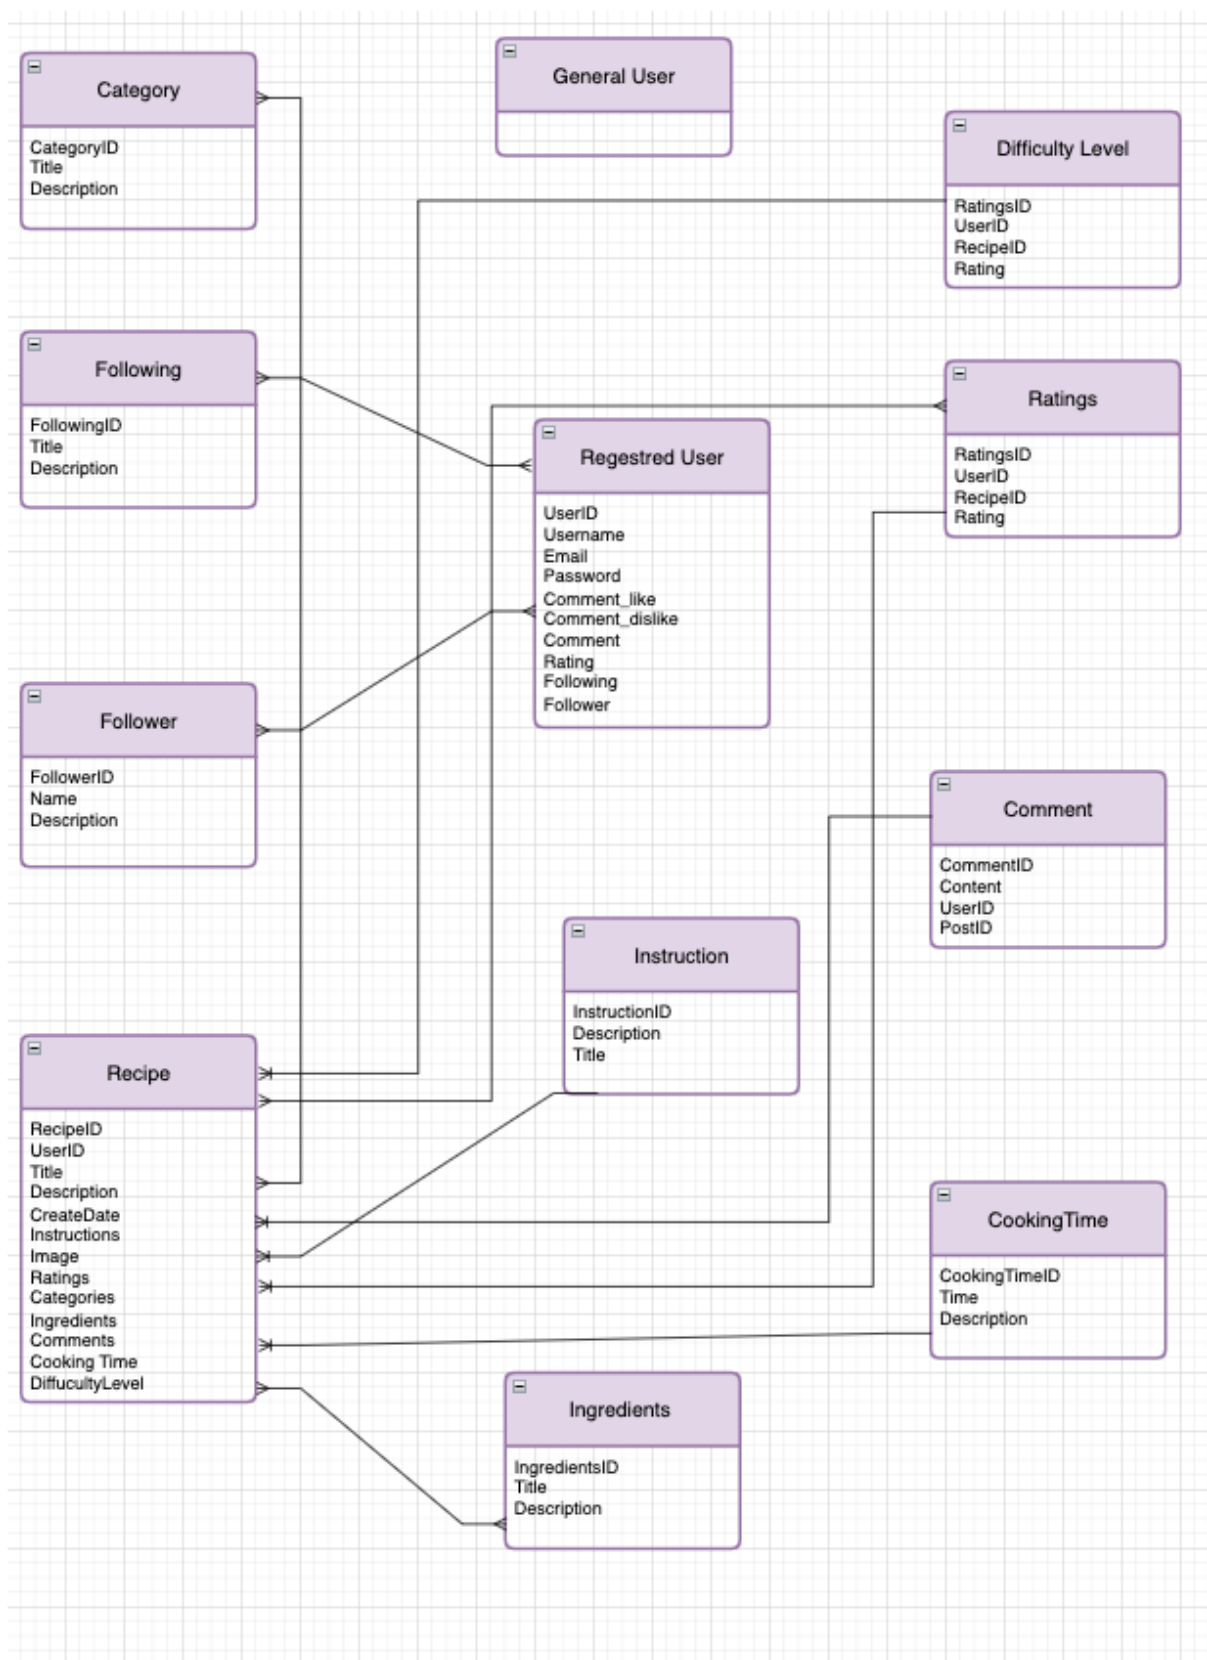 Category
CategoryID
Title
Description
General User
Difficulty Level
RatingsID
UserID
RecipeID
Rating
Following
FollowingID
Title
Description
Regestred User
UserID
Username
Email
Password
Comment_like
Comment_dislike
Comment
Rating
Following
Follower
Ratings
RatingsID
UserID
RecipeID
Rating
Follower
FollowerID
Name
Description
Comment
CommentID
Content
UserID
PostID
Instruction
InstructionID
Description
Title
Recipe
RecipeID
UserID
Title
Description
CreateDate
Instructions
Image
Ratings
Categories
Ingredients
Comments
Cooking Time
DiffucultyLevel
CookingTime
CookingTimeID
Time
Description
Ingredients
IngredientsID
Title
Description